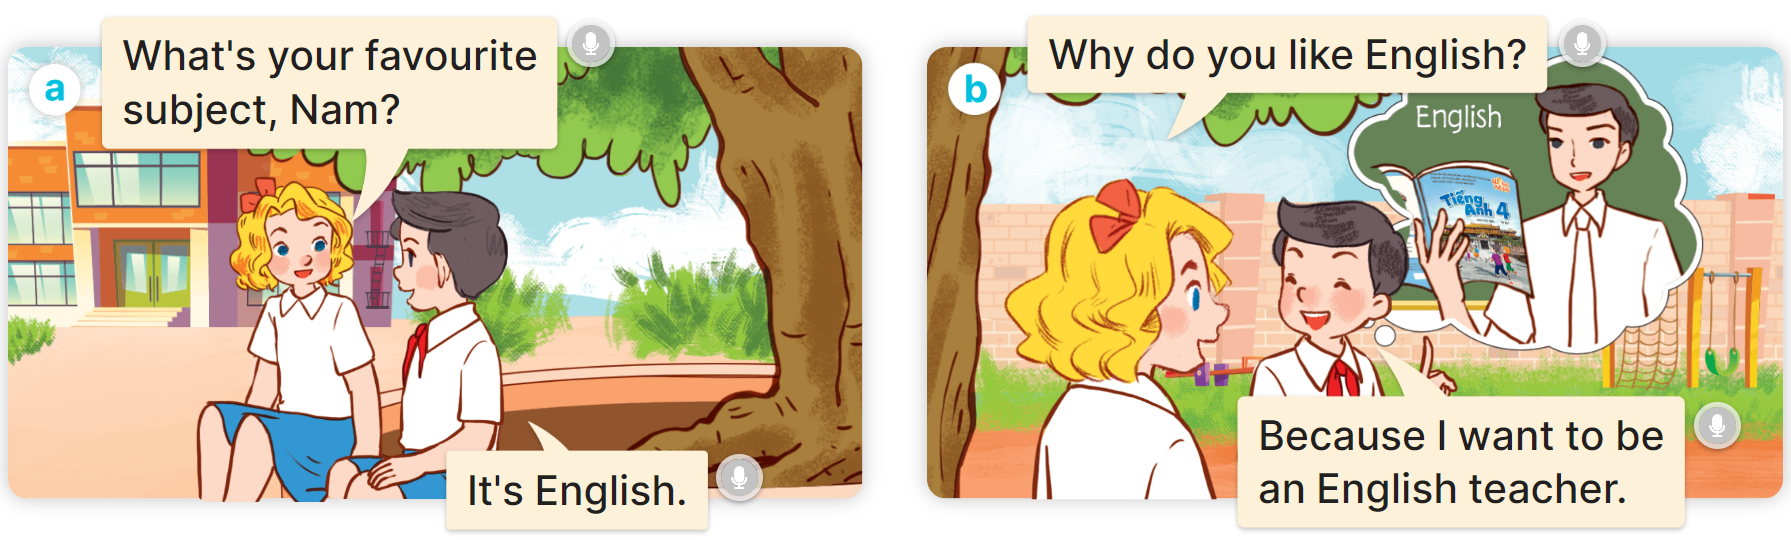 a
What's your favourite
subject, Nam?
It's English.
b
Why do you like English?
English
Tiếng
Anh 4
Because I want to be
an English teacher.